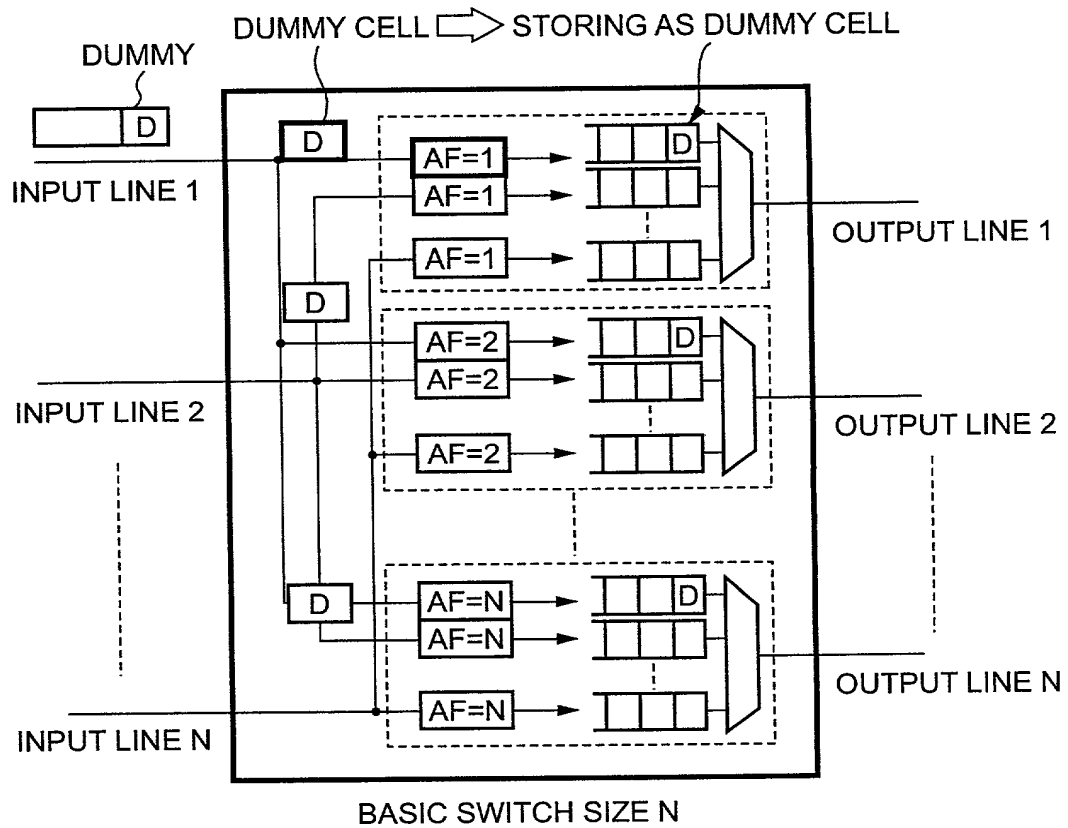 DUMMY CELL STORING AS DUMMY CELL
DUMMY
D
D
D
AF=1
INPUT LINE 1
AF=1
OUTPUT LINE 1
AF=1
D
D
AF=2
AF=2
INPUT LINE 2
OUTPUT LINE 2
AF=2
D
D
AF=N
AF=N
OUTPUT LINE N
AF=N
INPUT LINE N
BASIC SWITCH SIZE N